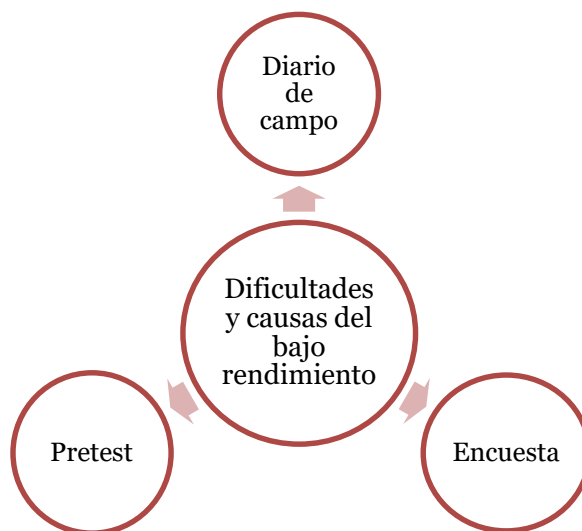 Diario
de
campo
Dificultades
y causas del
bajo
rendimiento
Pretest
Encuesta